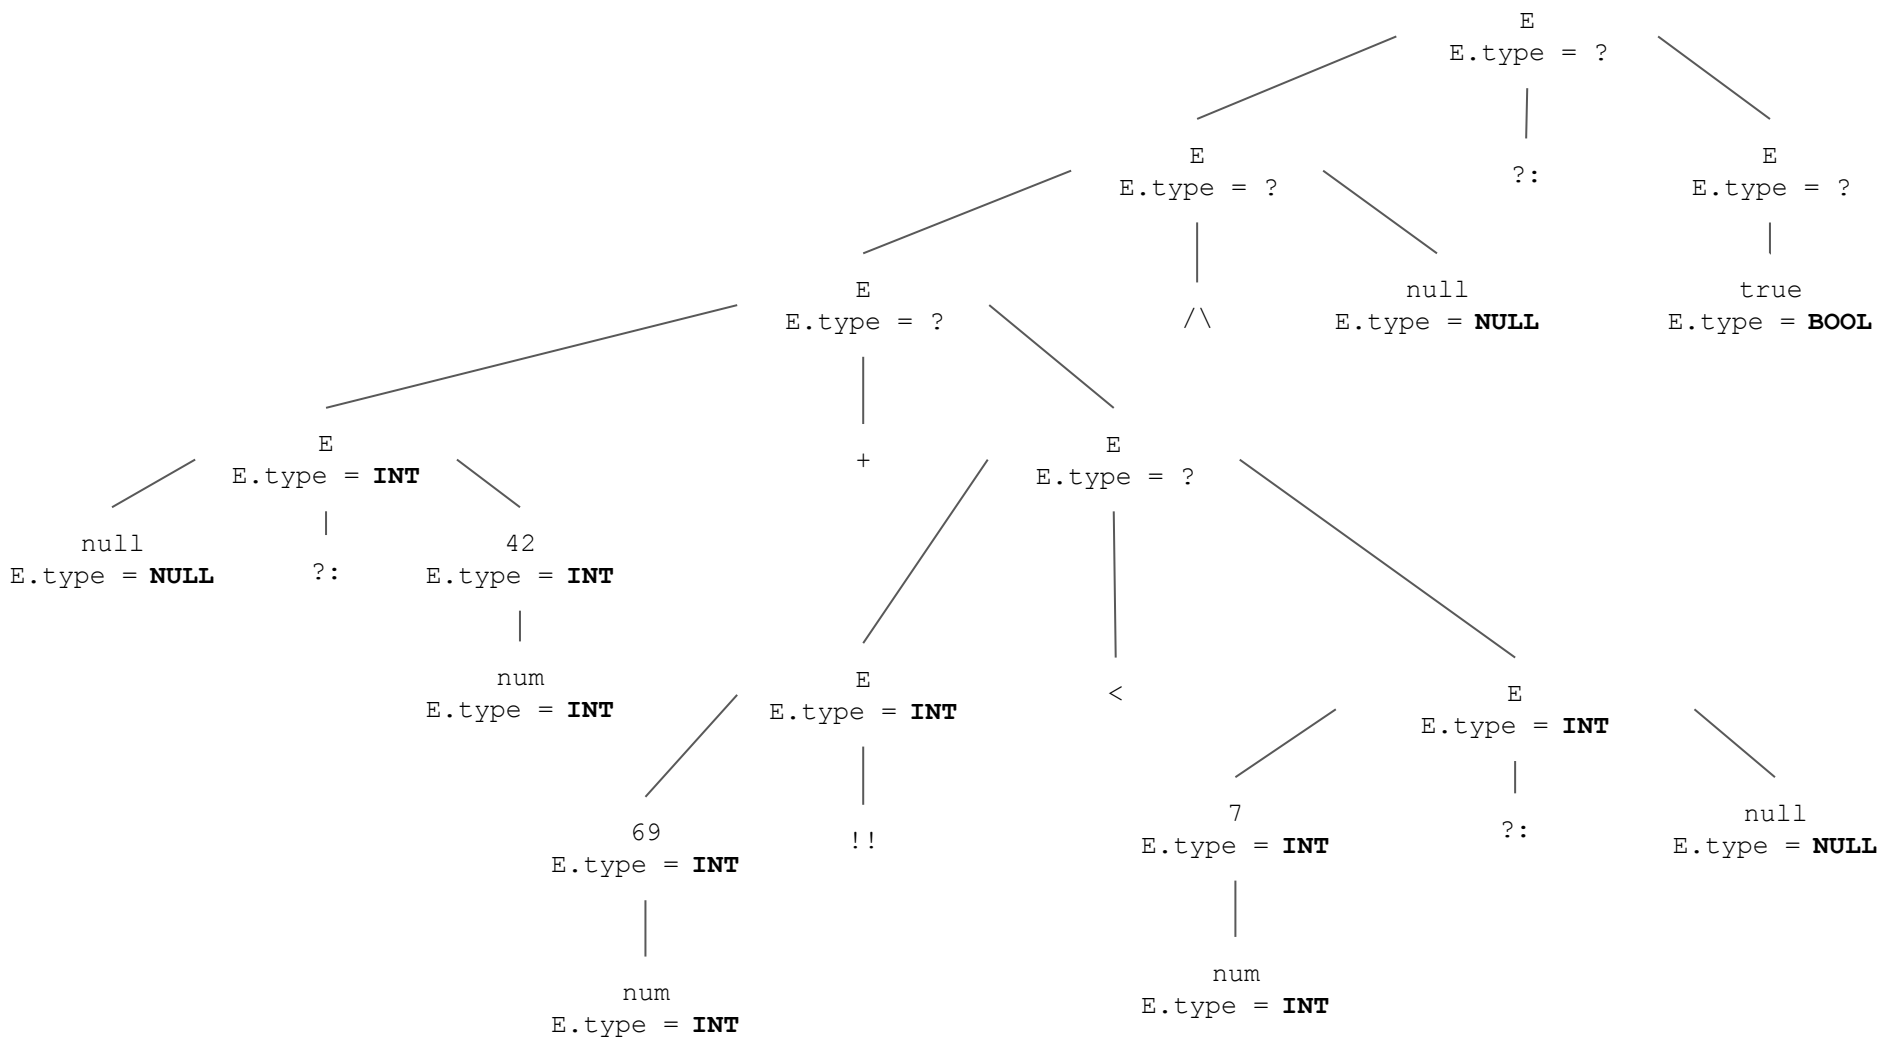 E
E.type = ?
E
E.type = ?
?:
E
E.type = ?
E
E.type = ?
/\
null
E.type = NULL
true
E.type = BOOL
E
E.type = INT
+
E
E.type = ?
null
E.type = NULL
?:
42
E.type = INT
num
E.type = INT
E
E.type = INT
<
E
E.type = INT
69
E.type = INT
!!
7
E.type = INT
?:
null
E.type = NULL
num
E.type = INT
num
E.type = INT